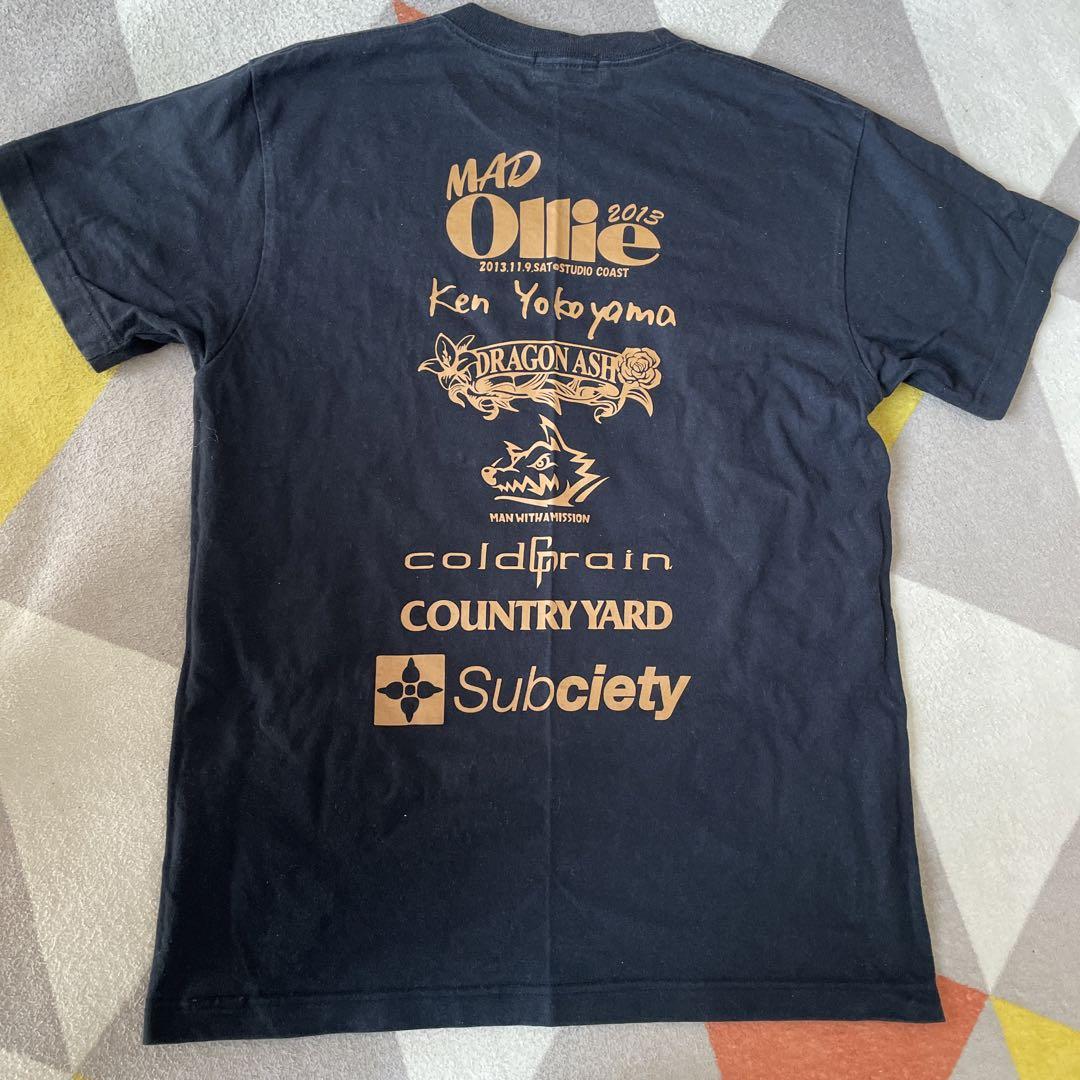 MAD
Ollie 2013
2013.11.9.SAT@STUDIO COAST
Ken Yokoyama
DRAGON ASH
MAN WITH A MISSION
coldrain
COUNTRY YARD
Subciety